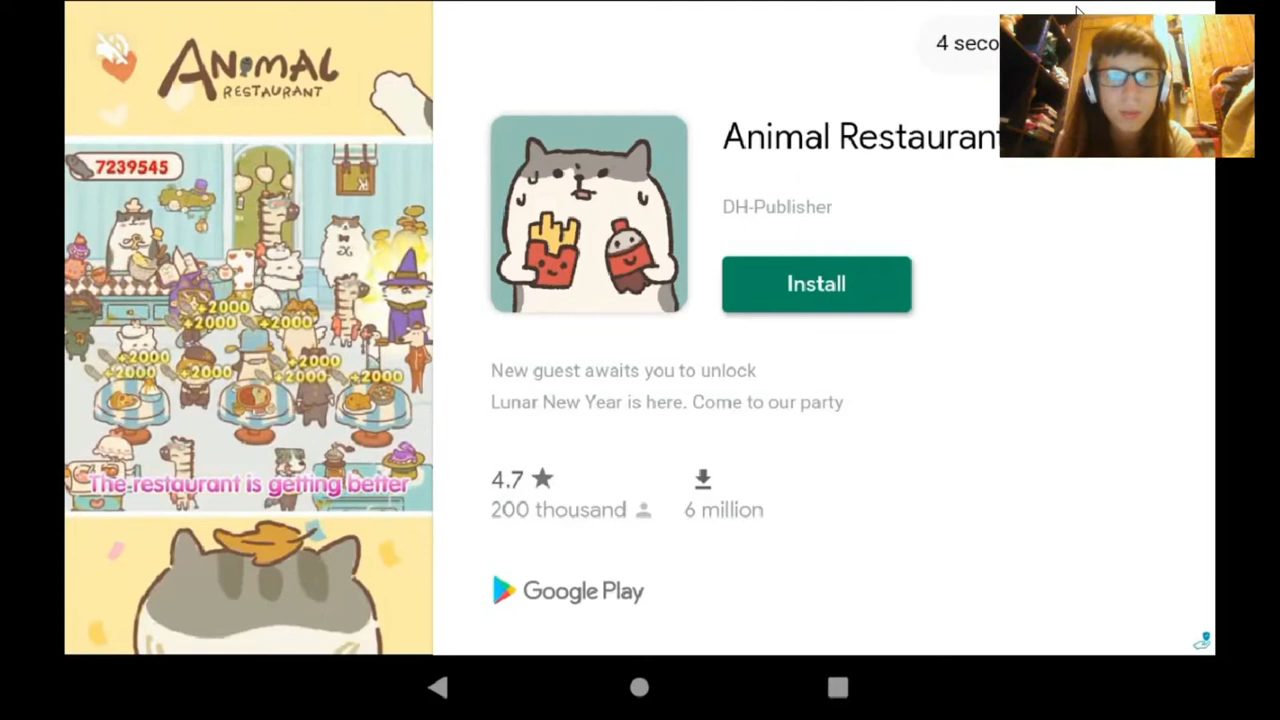 ANIMAL
RESTAURANT
7239545
+2000
+2000
+2000
+2000
+2000
+2000
+2000
+2000
+2000
The restaurant is getting better
4 seco
Animal Restaurant
DH-Publisher
Install
New guest awaits you to unlock
Lunar New Year is here. Come to our party
4.7
200 thousand
6 million
Google Play